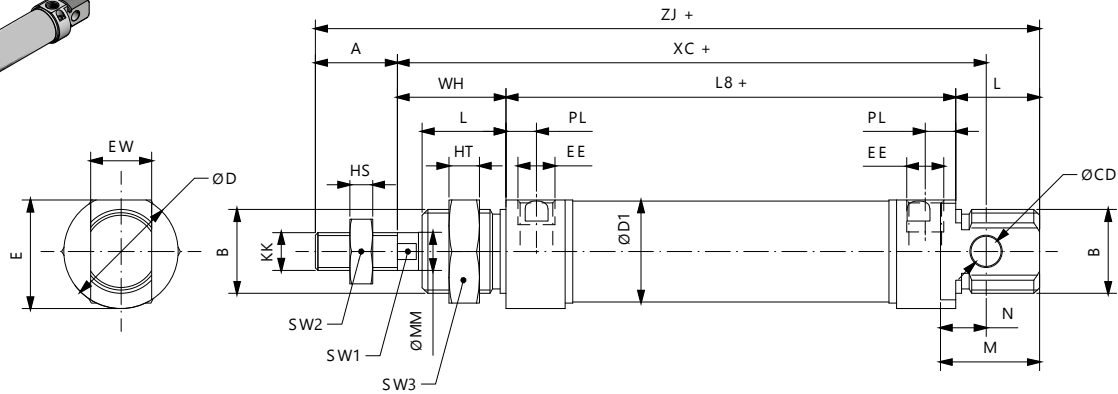 ZJ +
A
XC +
WH
L8 +
L
L
PL
PL
HT
EE
EE
EW
HS
ØD
ØCD
E
B
KK
ØD1
B
SW2
ØMM
N
SW1
M
SW3